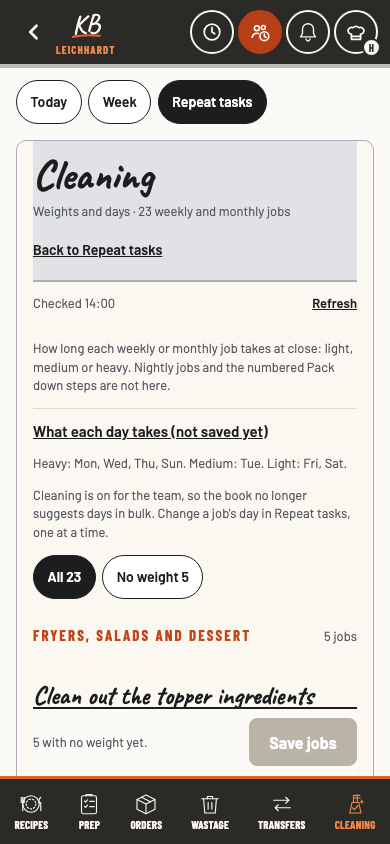 KB
LEICHHARDT
H
Today
Week
Repeat tasks
Cleaning
Weights and days · 23 weekly and monthly jobs
Back to Repeat tasks
Checked 14:00
Refresh
How long each weekly or monthly job takes at close: light,
medium or heavy. Nightly jobs and the numbered Pack
down steps are not here.
What each day takes (not saved yet)
Heavy: Mon, Wed, Thu, Sun. Medium: Tue. Light: Fri, Sat.
Cleaning is on for the team, so the book no longer
suggests days in bulk. Change a job's day in Repeat tasks,
one at a time.
All 23
No weight 5
FRYERS, SALADS AND DESSERT
5 jobs
Clean out the topper ingredients
5 with no weight yet.
Save jobs
RECIPES
PREP
ORDERS
WASTAGE
TRANSFERS
CLEANING